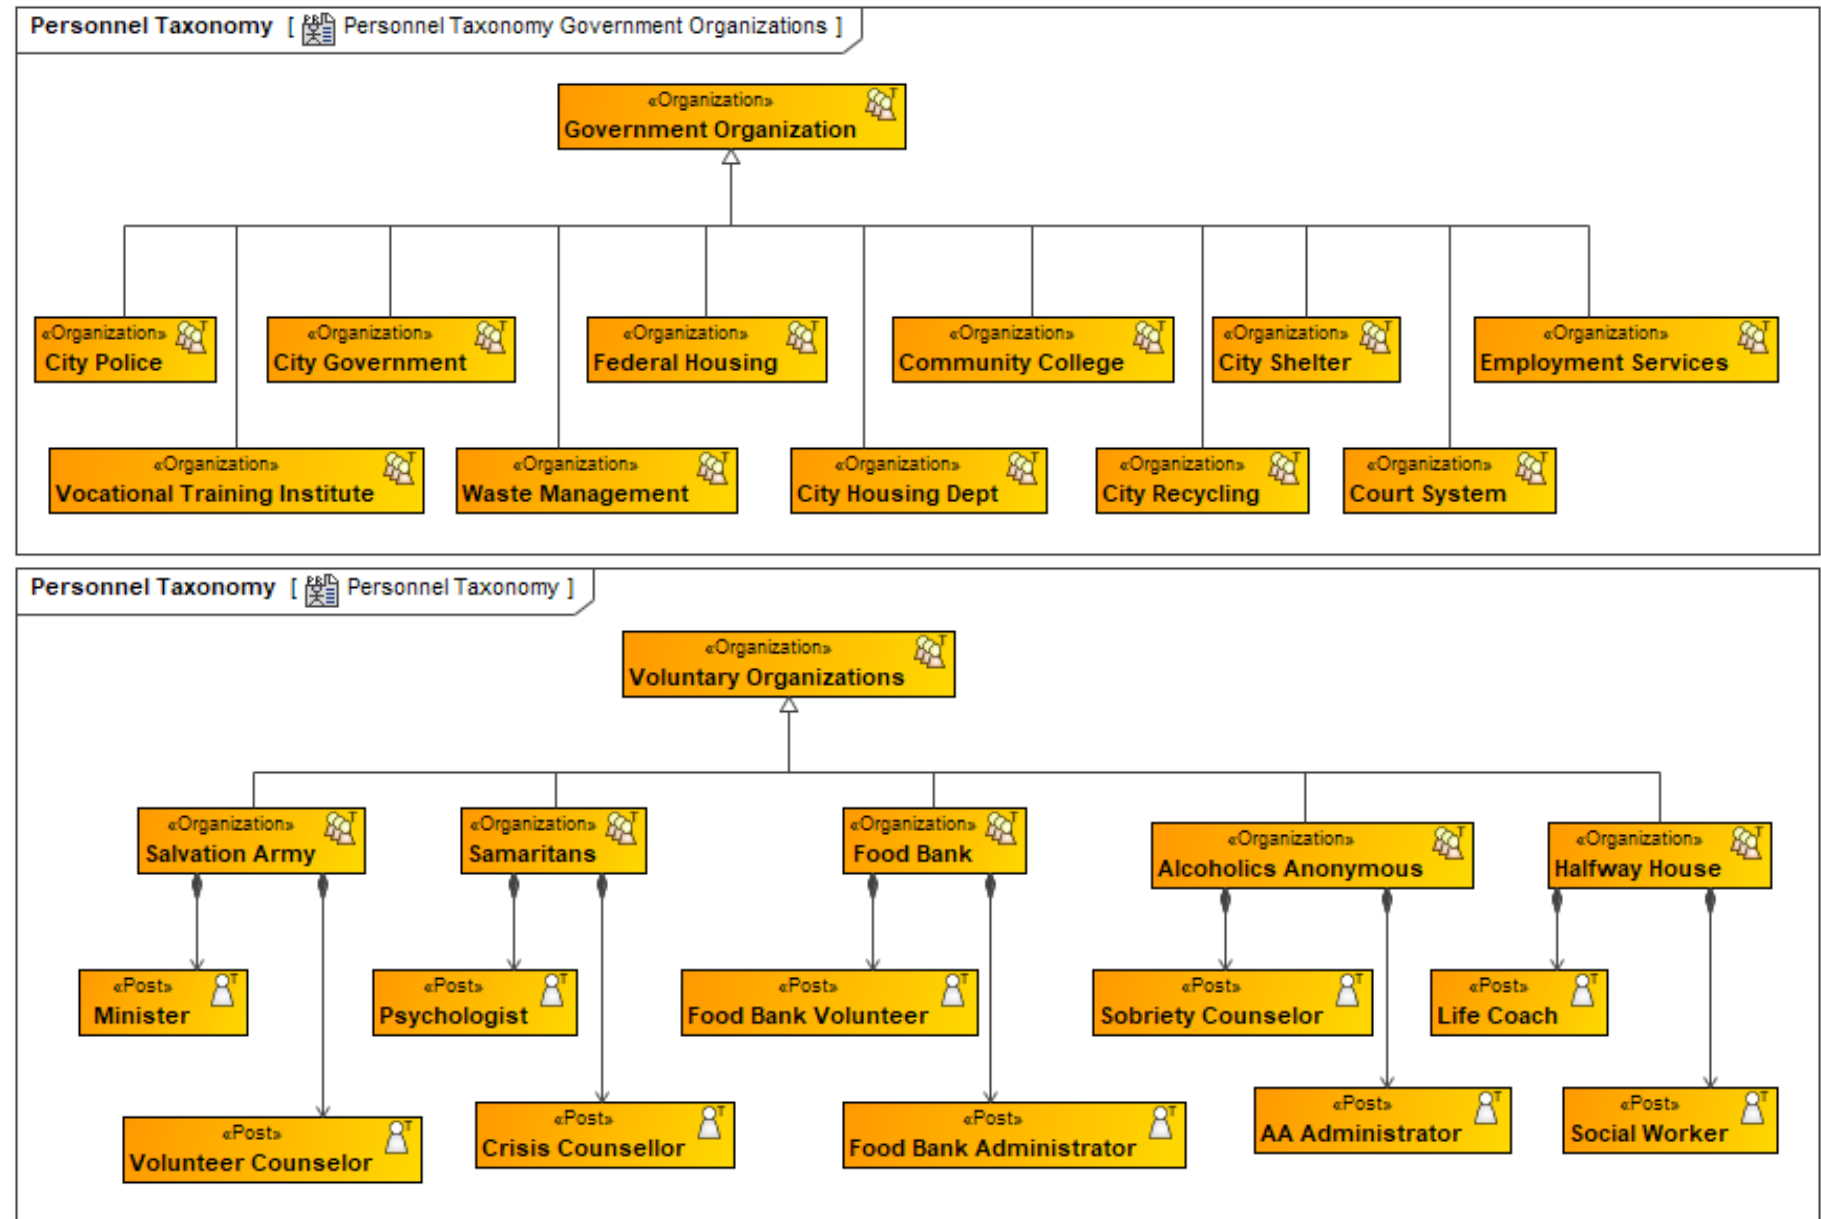 Personnel Taxonomy [ Personnel Taxonomy Government Organizations ]
«Organization»
Government Organization
«Organization»
City Police
«Organization»
City Government
«Organization»
Federal Housing
«Organization»
Community College
«Organization»
City Shelter
«Organization»
Employment Services
«Organization»
Vocational Training Institute
«Organization»
Waste Management
«Organization»
City Housing Dept
«Organization»
City Recycling
«Organization»
Court System
Personnel Taxonomy [ Personnel Taxonomy ]
«Organization»
Voluntary Organizations
«Organization»
Salvation Army
«Organization»
Samaritans
«Organization»
Food Bank
«Organization»
Alcoholics Anonymous
«Organization»
Halfway House
«Post»
Minister
«Post»
Psychologist
«Post»
Food Bank Volunteer
«Post»
Sobriety Counselor
«Post»
Life Coach
«Post»
Volunteer Counselor
«Post»
Crisis Counsellor
«Post»
Food Bank Administrator
«Post»
AA Administrator
«Post»
Social Worker